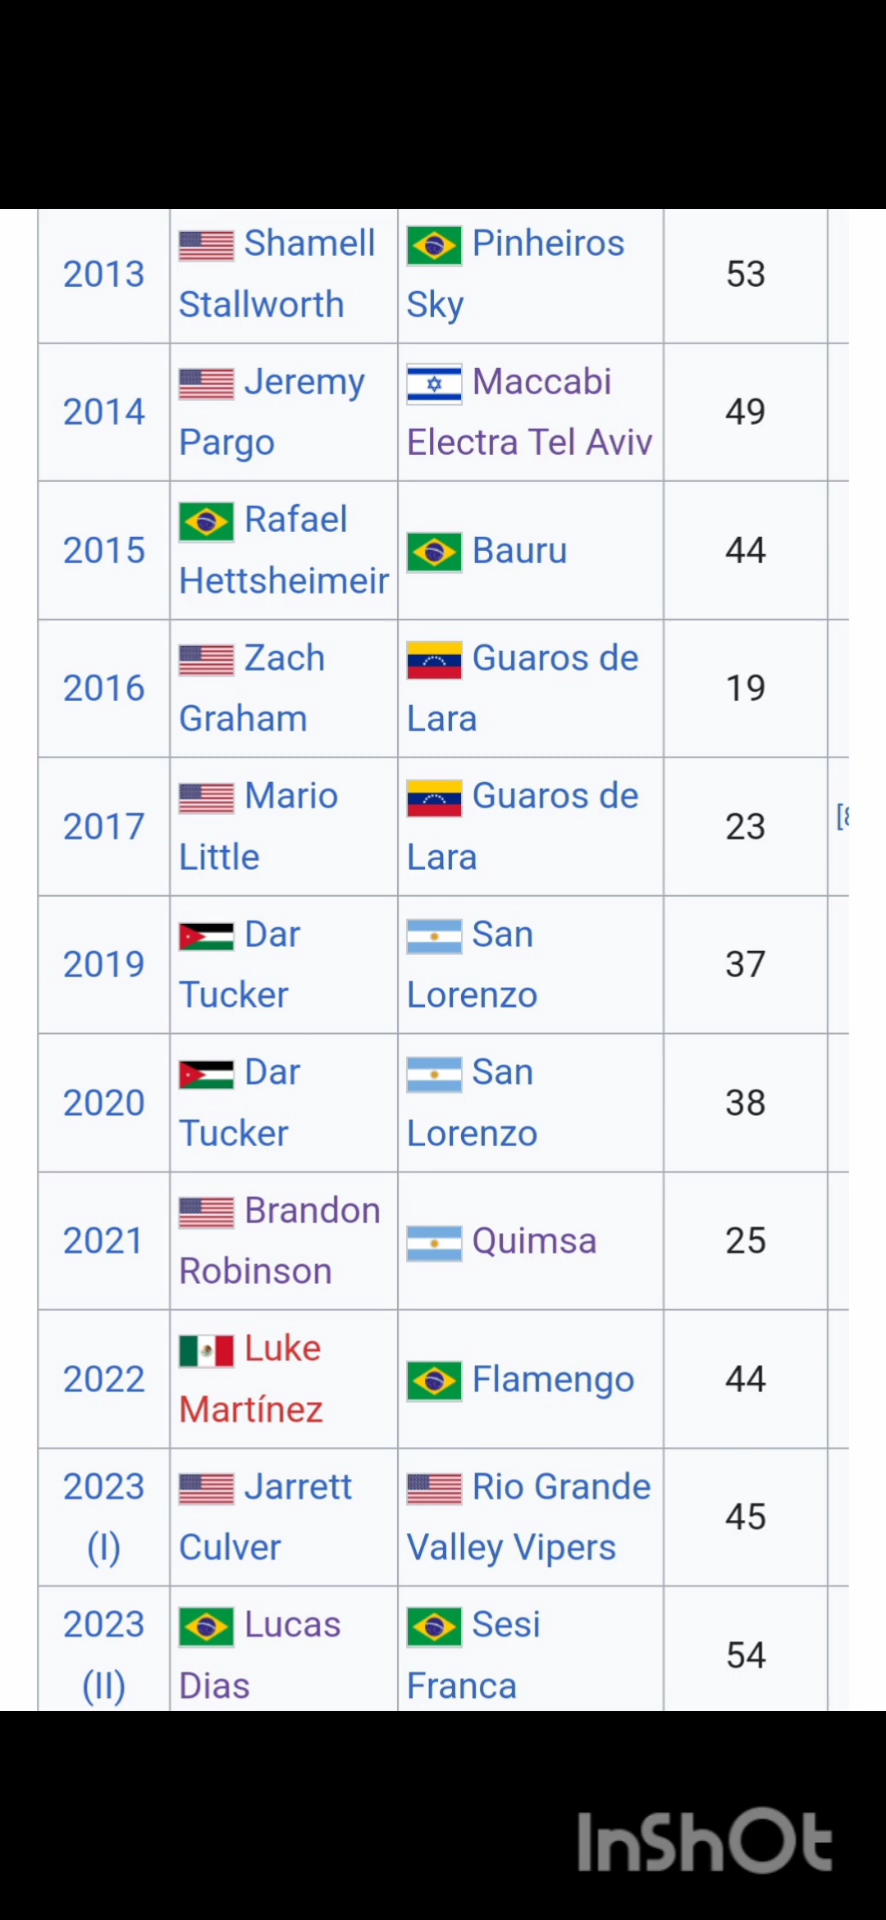 2013
Shamell
Stallworth
Pinheiros
Sky
53
2014
Jeremy
Pargo
Maccabi
Electra Tel Aviv
49
2015
Rafael
Hettsheimeir
Bauru
44
2016
Zach
Graham
Guaros de
Lara
19
2017
Mario
Little
Guaros de
Lara
23
2019
Dar
Tucker
San
Lorenzo
37
2020
Dar
Tucker
San
Lorenzo
38
2021
Brandon
Robinson
Quimsa
25
2022
Luke
Martínez
Flamengo
44
2023
(I)
Jarrett
Culver
Rio Grande
Valley Vipers
45
2023
(II)
Lucas
Dias
Sesi
Franca
54
InShOt